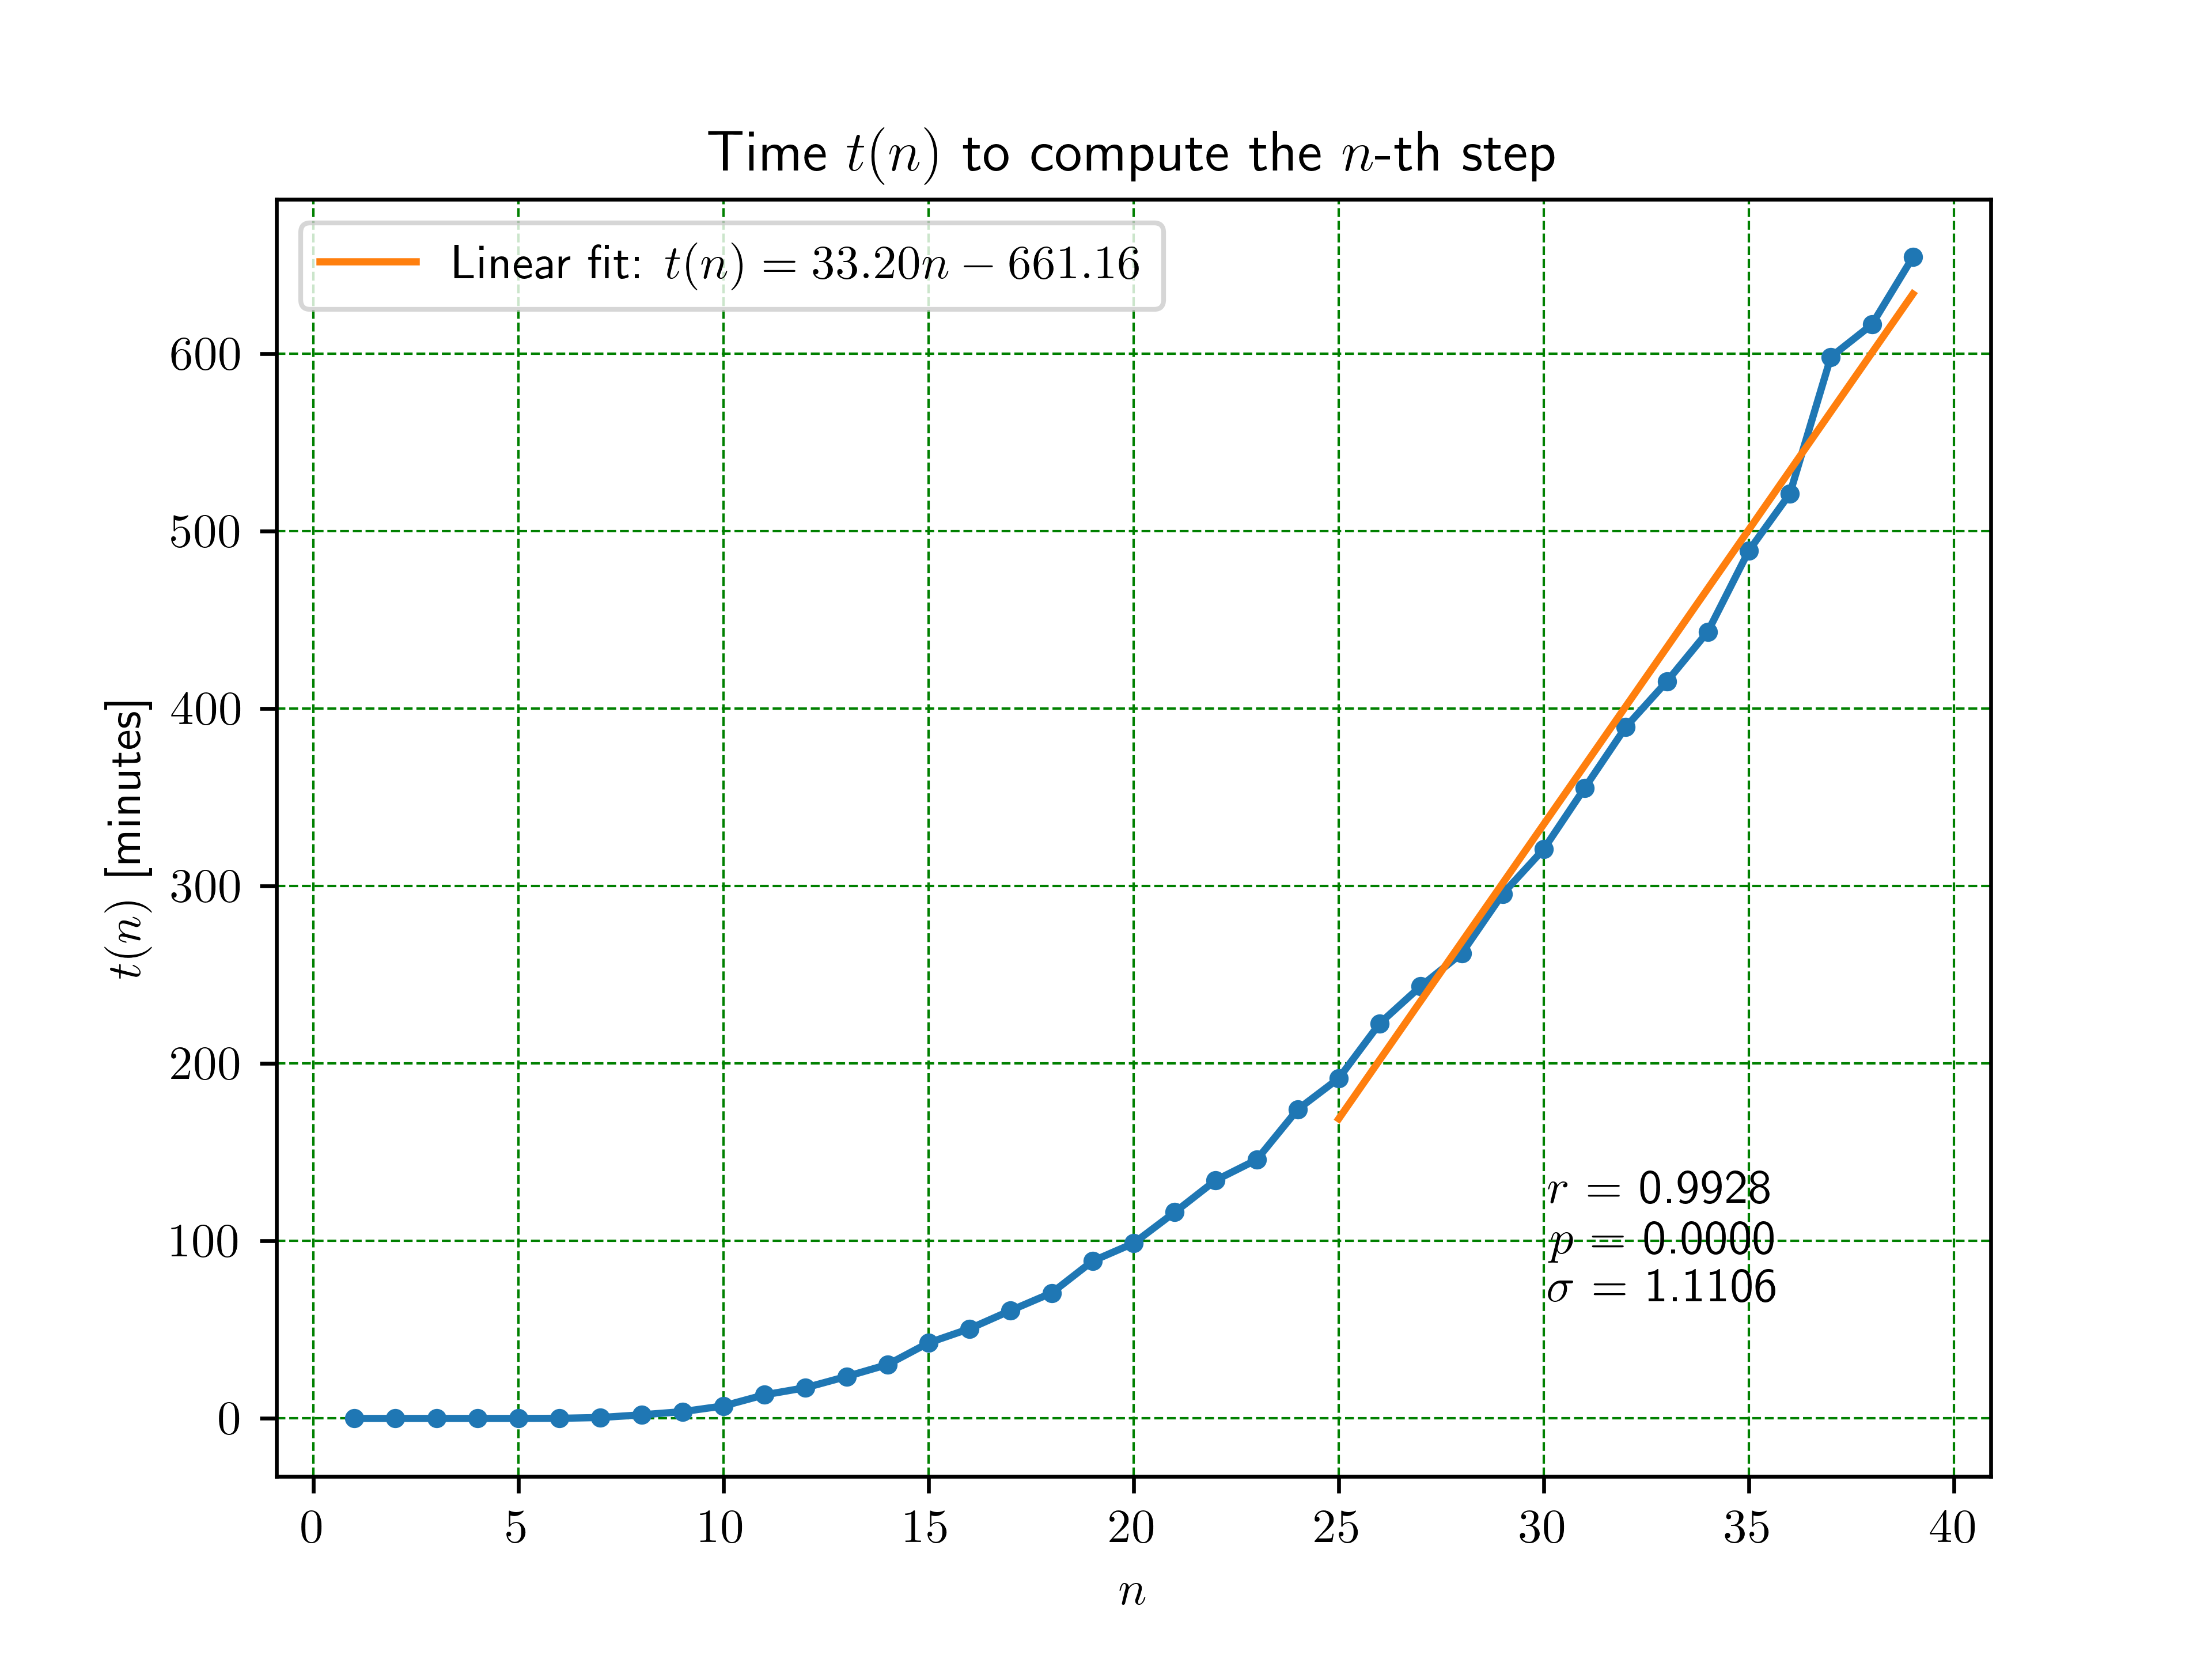 Time t(n) to compute the n-th step
Linear fit: t(n) = 33.20n − 661.16
600
500
400
300
200
100
0
t(n) [minutes]
r = 0.9928
p = 0.0000
σ = 1.1106
0 5 10 15 20 25 30 35 40
n